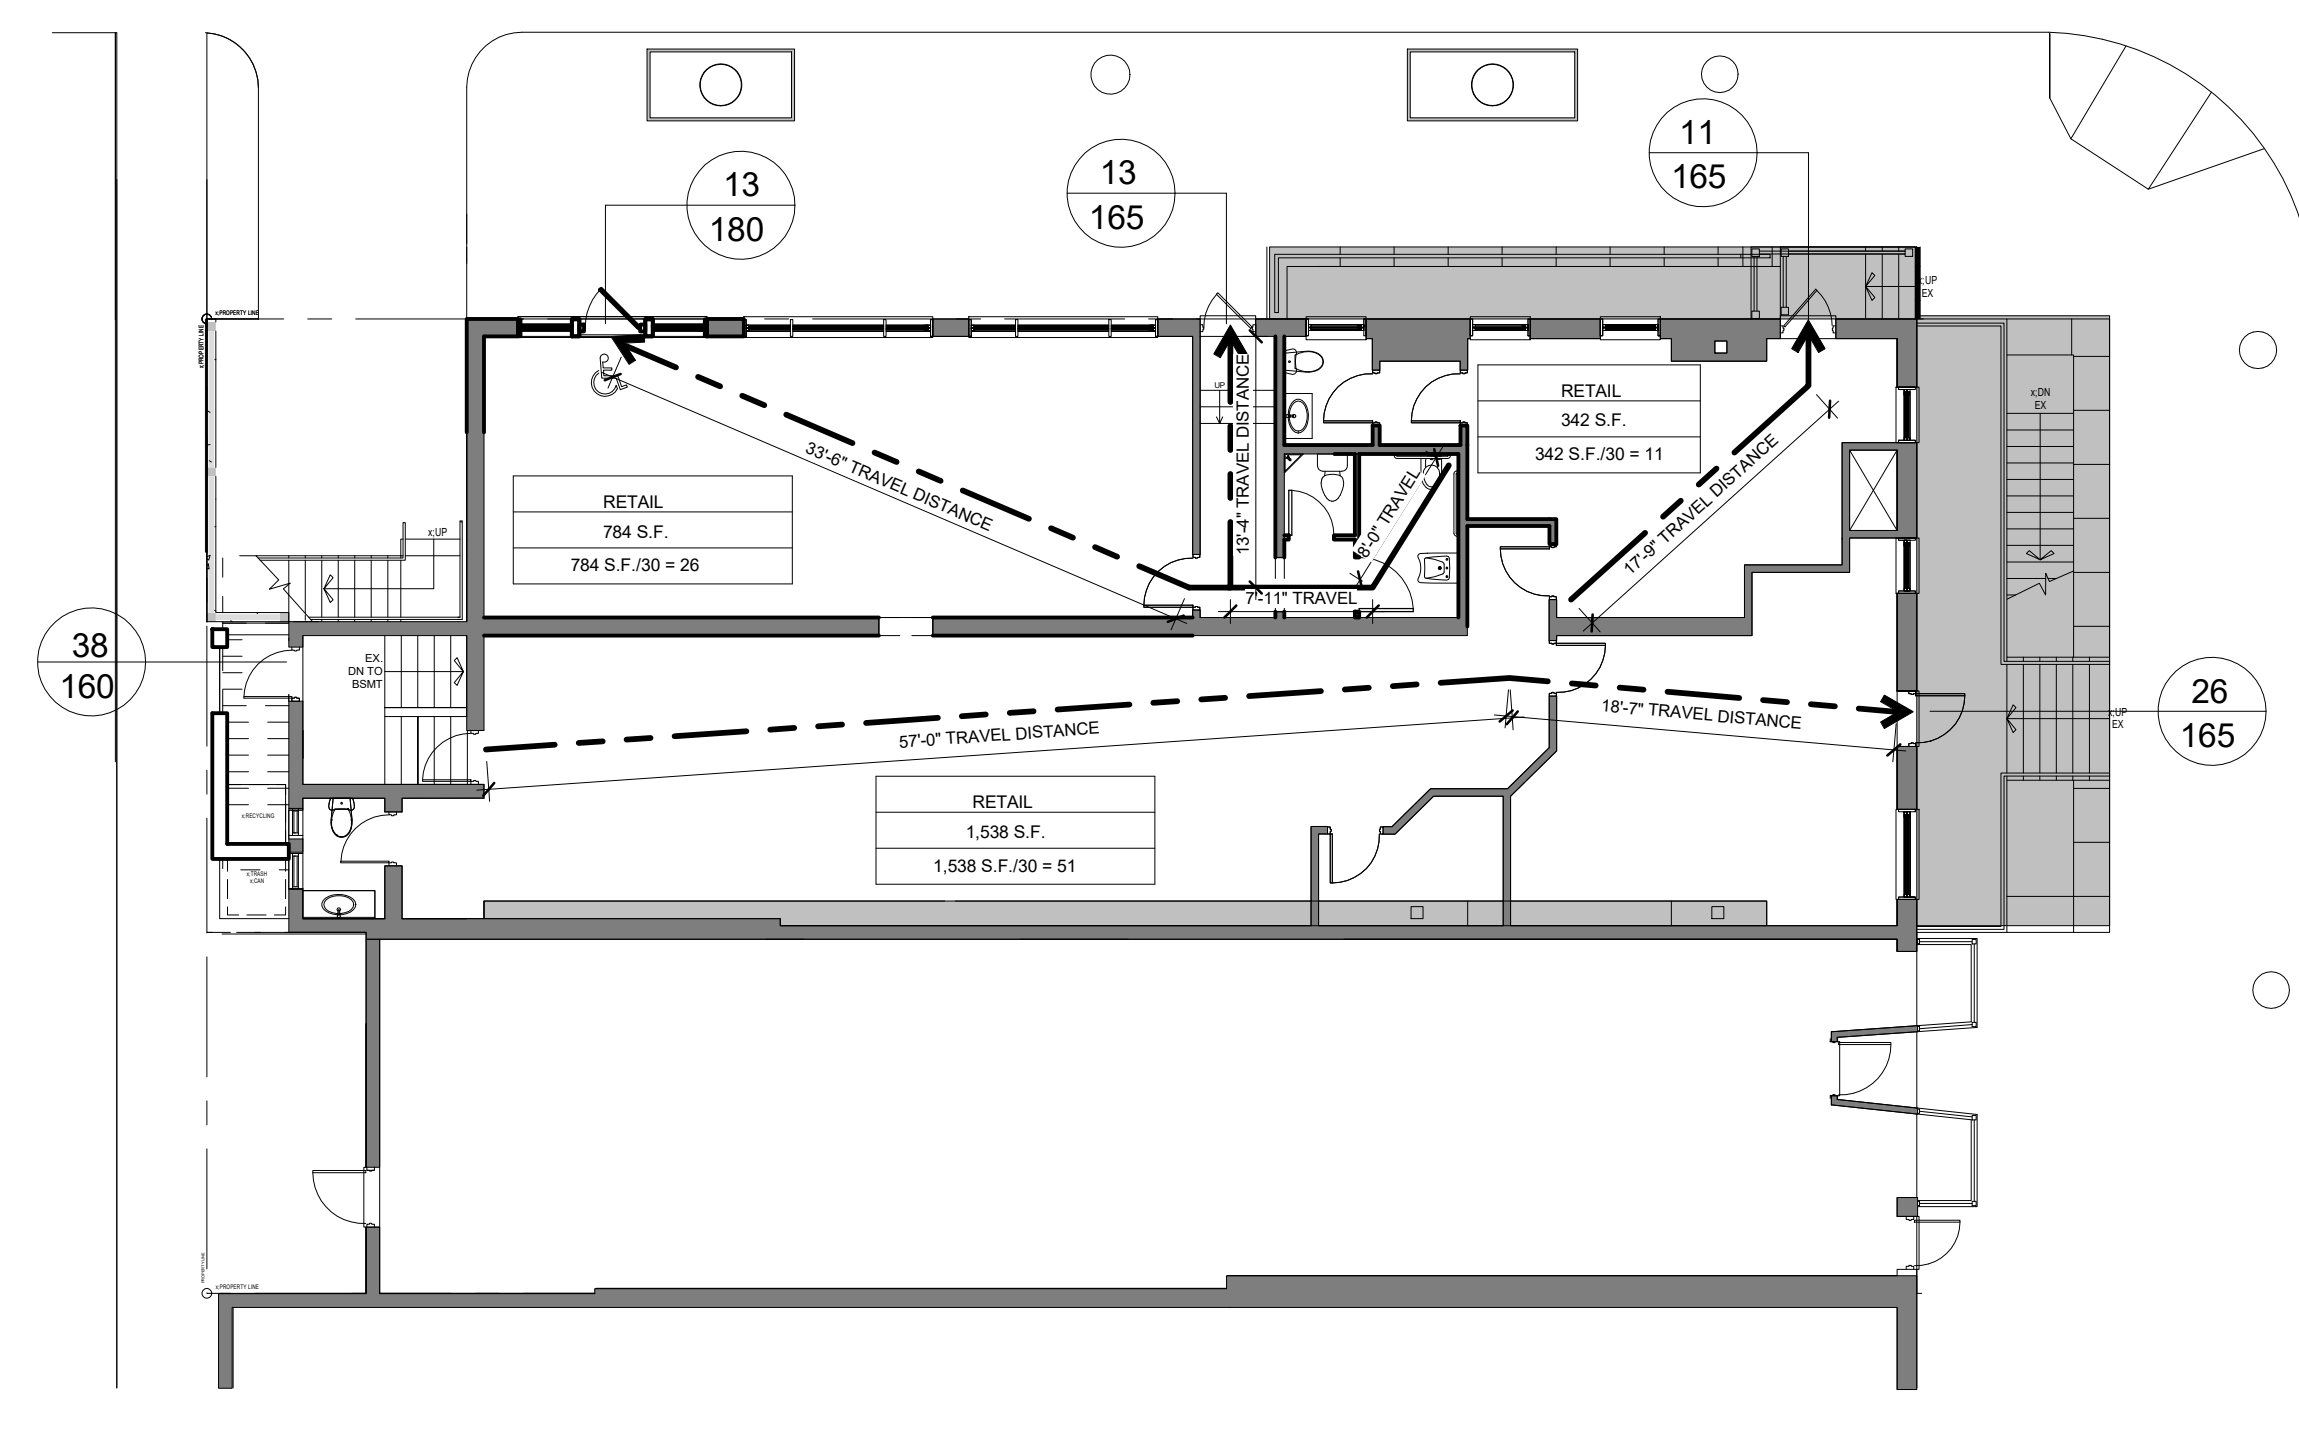 11
165
13
165
13
180
x;UP
EX
x;PROPERTY LINE
x;PROPERTY LINE
UP
13'-4" TRAVEL DISTANCE
RETAIL
342 S.F.
342 S.F./30 = 11
x;DN
EX
33'-6" TRAVEL DISTANCE
17'-9" TRAVEL DISTANCE
8'-0" TRAVEL
RETAIL
784 S.F.
784 S.F./30 = 26
x;UP
7'-11" TRAVEL
38
160
EX.
DN TO
BSMT
26
165
18'-7" TRAVEL DISTANCE
x;UP
EX
57'-0" TRAVEL DISTANCE
RETAIL
1,538 S.F.
1,538 S.F./30 = 51
x;RECYCLING
x;TRASH
x;CAN
PROPERTY LINE
x;PROPERTY LINE